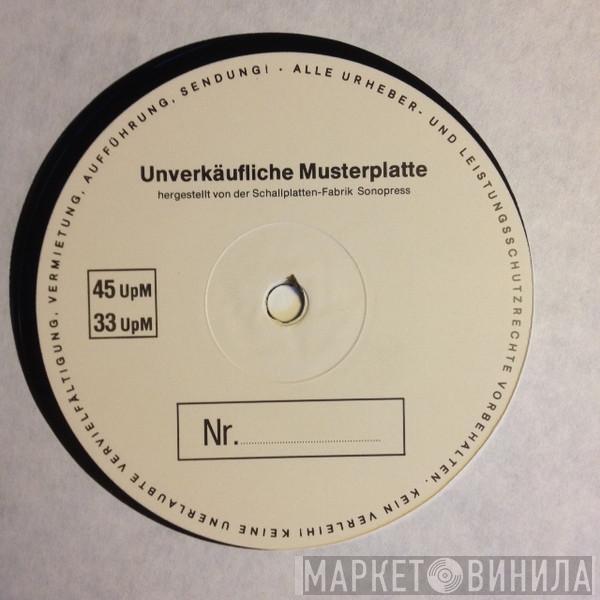 ALLE URHEBER- UND LEISTUNGSSCHUTZRECHTE VORBEHALTEN. KEIN VERLEIH! KEINE UNERLAUBTE VERVIELFÄLTIGUNG, VERMIETUNG, AUFFÜHRUNG, SENDUNG! ·
Unverkäufliche Musterplatte
hergestellt von der Schallplatten-Fabrik Sonopress
45 UpM
33 UpM
Nr.
МАРКЕТ ВИНИЛА